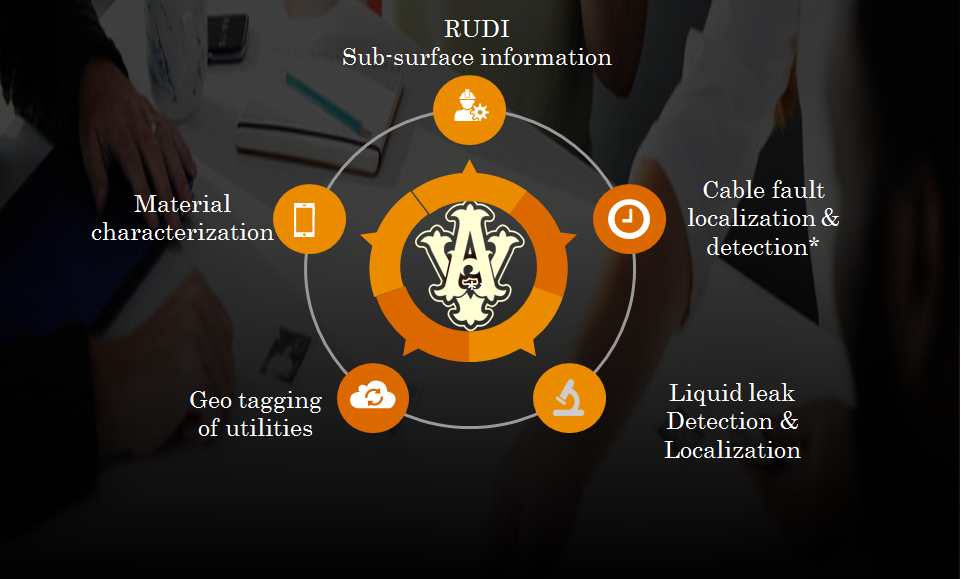 RUDI
Sub-surface information
Cable fault
localization &
detection*
Liquid leak
Detection &
Localization
Geo tagging
of utilities
Material
characterization